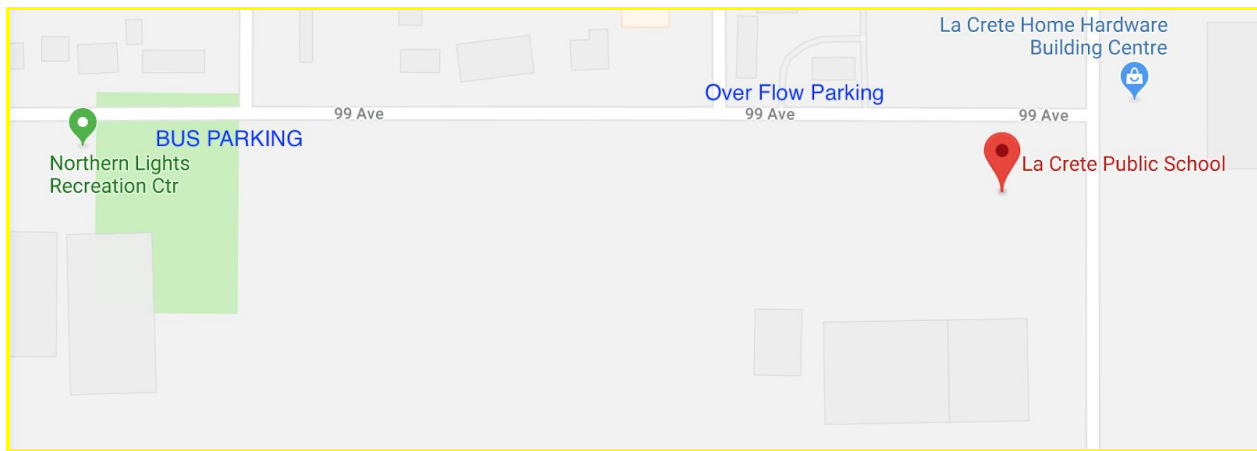 La Crete Home Hardware
Building Centre
Over Flow Parking
99 Ave
99 Ave
99 Ave
BUS PARKING
Northern Lights
Recreation Ctr
La Crete Public School